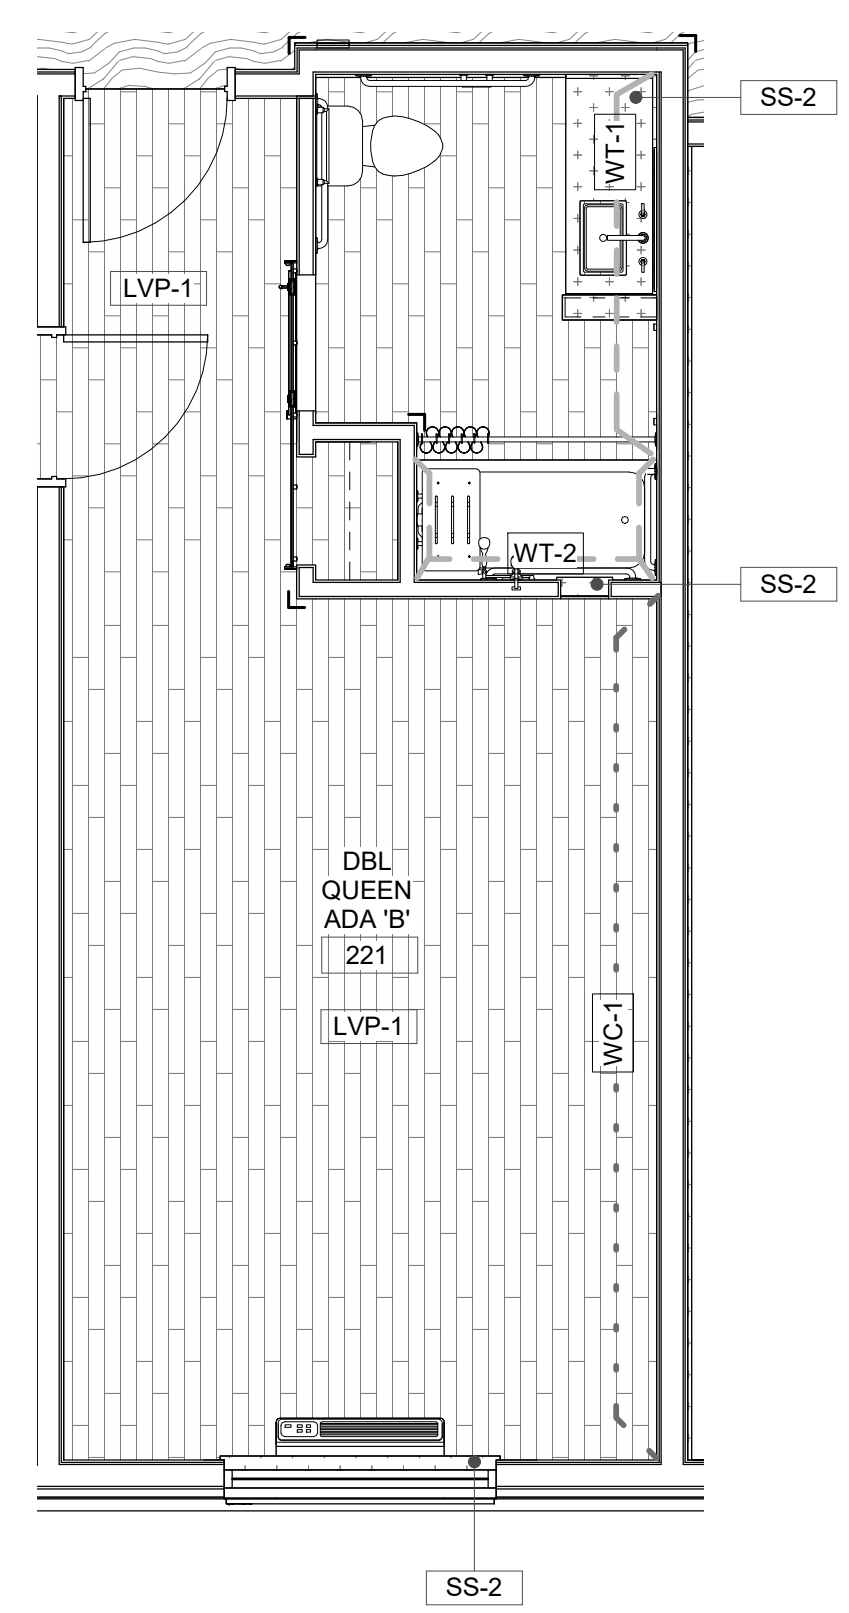 SS-2
WT-1
LVP-1
WT-2
SS-2
DBL
QUEEN
ADA 'B'
221
LVP-1
WC-1
SS-2